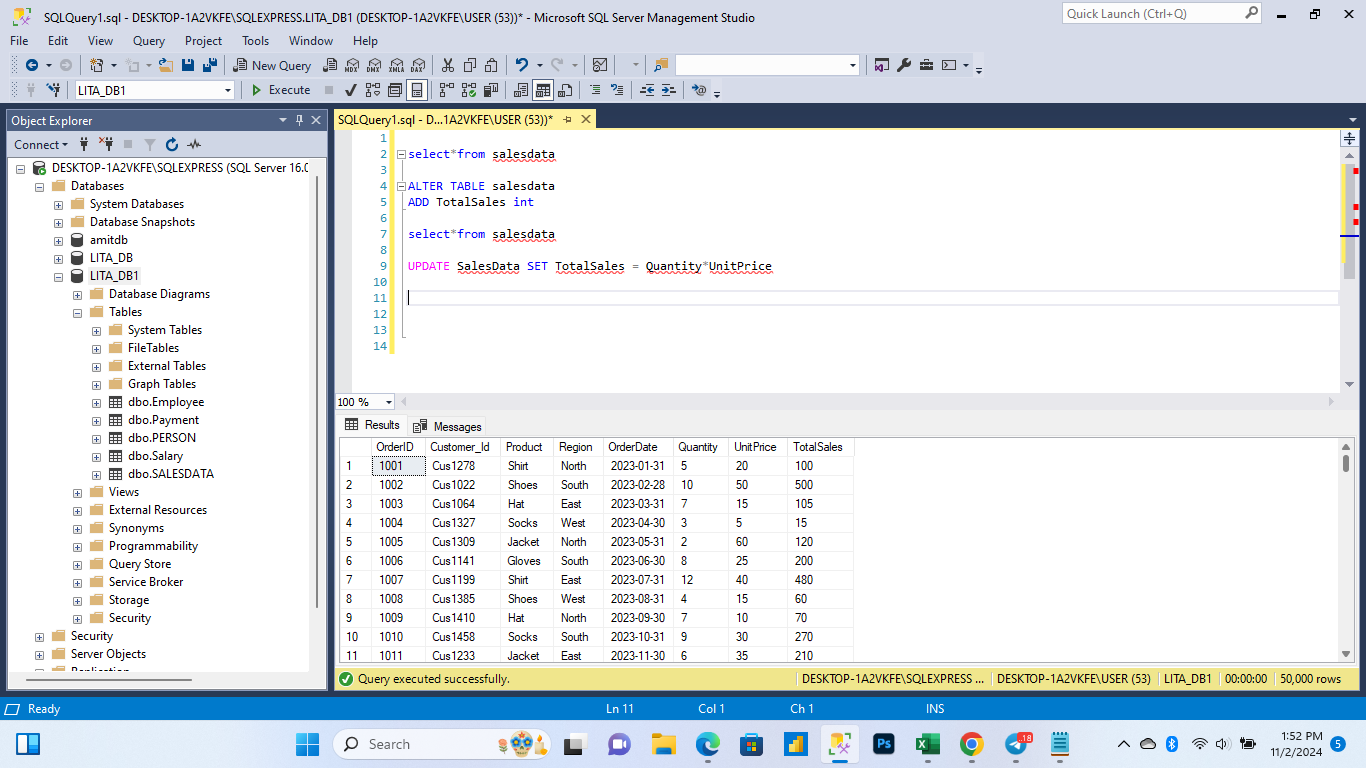 SQLQuery1.sql - DESKTOP-1A2VKFE\SQLEXPRESS.LITA_DB1 (DESKTOP-1A2VKFE\USER (53))* - Microsoft SQL Server Management Studio
Quick Launch (Ctrl+Q)
File Edit View Query Project Tools Window Help
New Query MDX DMX XMLA DAX
LITA_DB1 Execute
Object Explorer
Connect
DESKTOP-1A2VKFE\SQLEXPRESS (SQL Server 16.0
Databases
System Databases
Database Snapshots
amitdb
LITA_DB
LITA_DB1
Database Diagrams
Tables
System Tables
FileTables
External Tables
Graph Tables
dbo.Employee
dbo.Payment
dbo.PERSON
dbo.Salary
dbo.SALESDATA
Views
External Resources
Synonyms
Programmability
Query Store
Service Broker
Storage
Security
Security
Server Objects
Replication
SQLQuery1.sql - D...1A2VKFE\USER (53))*
1
2 select*from salesdata
3
4 ALTER TABLE salesdata
5 ADD TotalSales int
6
7 select*from salesdata
8
9 UPDATE SalesData SET TotalSales = Quantity*UnitPrice
10
11
12
13
14
100 %
Results Messages
OrderID Customer_Id Product Region OrderDate Quantity UnitPrice TotalSales
1 1001 Cus1278 Shirt North 2023-01-31 5 20 100
2 1002 Cus1022 Shoes South 2023-02-28 10 50 500
3 1003 Cus1064 Hat East 2023-03-31 7 15 105
4 1004 Cus1327 Socks West 2023-04-30 3 5 15
5 1005 Cus1309 Jacket North 2023-05-31 2 60 120
6 1006 Cus1141 Gloves South 2023-06-30 8 25 200
7 1007 Cus1199 Shirt East 2023-07-31 12 40 480
8 1008 Cus1385 Shoes West 2023-08-31 4 15 60
9 1009 Cus1410 Hat North 2023-09-30 7 10 70
10 1010 Cus1458 Socks South 2023-10-31 9 30 270
11 1011 Cus1233 Jacket East 2023-11-30 6 35 210
Query executed successfully. DESKTOP-1A2VKFE\SQLEXPRESS ... DESKTOP-1A2VKFE\USER (53) LITA_DB1 00:00:00 50,000 rows
Ready Ln 11 Col 1 Ch 1 INS
Search
Ps
18
1:52 PM
11/2/2024
5